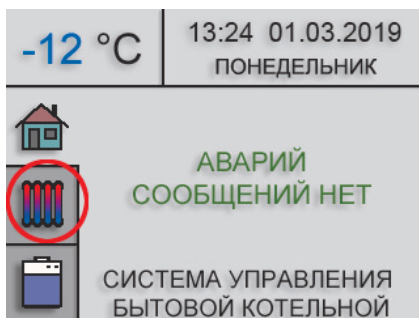 -12 °C
13:24 01.03.2019
ПОНЕДЕЛЬНИК
АВАРИЙ
СООБЩЕНИЙ НЕТ
СИСТЕМА УПРАВЛЕНИЯ
БЫТОВОЙ КОТЕЛЬНОЙ